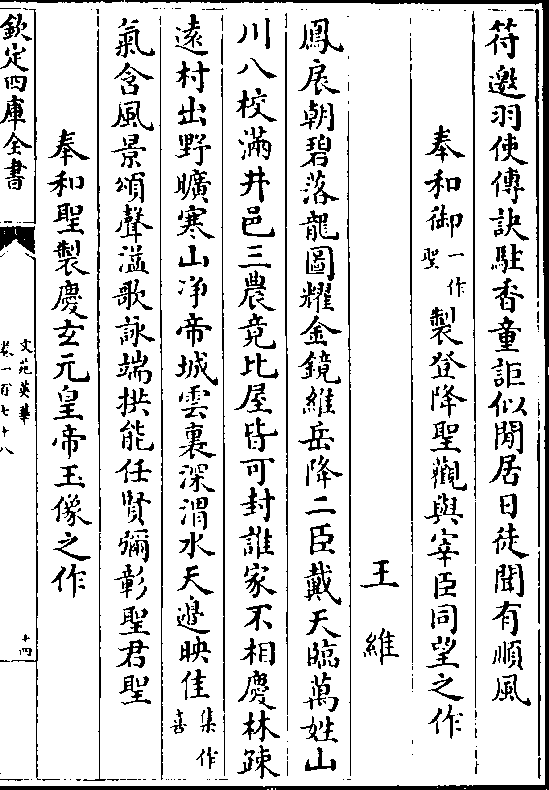 符邀羽使傳訣駐香童詎似閒居日徒聞有順風
奉和御一作聖製登降聖觀與宰臣同望之作
王維
鳳扆朝碧落龍圖耀金鏡維岳降二臣戴天臨萬姓山
川八校滿井邑三農竟比屋皆可封誰家不相慶林疎
遠村出野曠寒山净帝城雲裏深渭水天邉映佳集作喜
氣含風景頌聲溢歌詠端拱能任賢彌彰聖君聖
奉和聖製慶玄元皇帝玉像之作
欽定四庫全書
文苑英華
卷一百七十八
十四